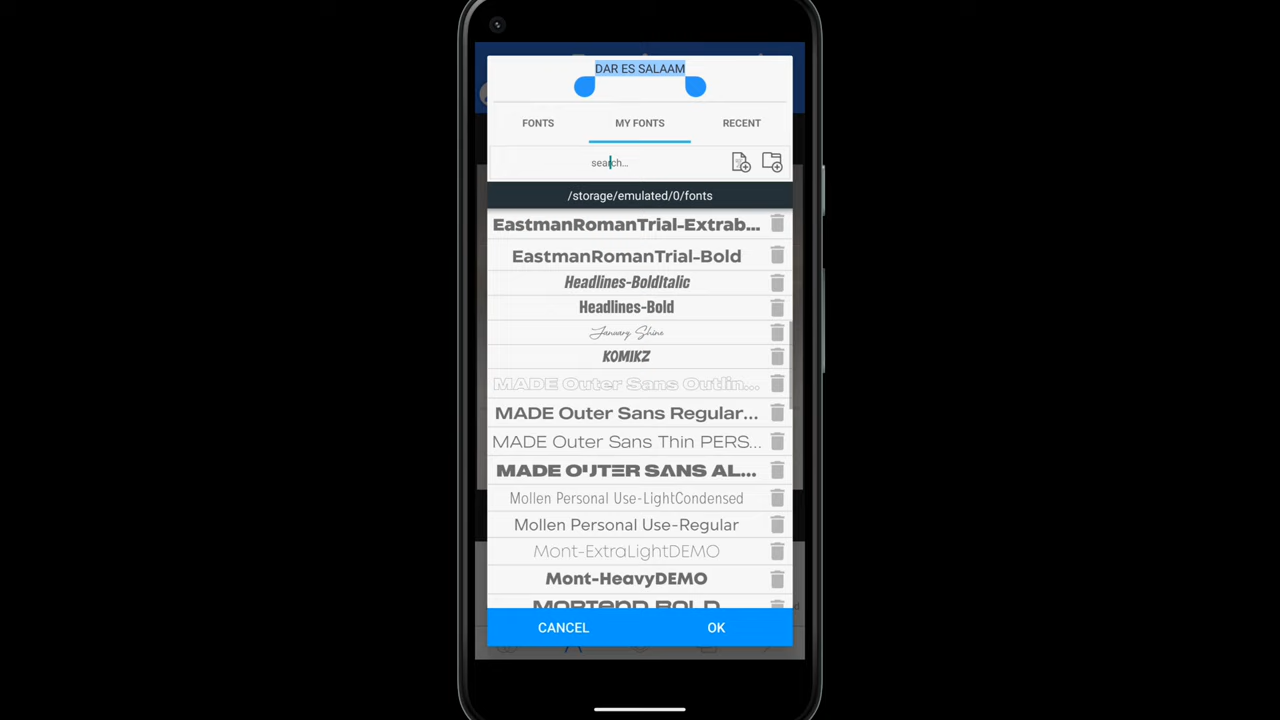 DAR ES SALAAM
FONTS
MY FONTS
RECENT
search...
/storage/emulated/0/fonts
EastmanRomanTrial-Extrab...
EastmanRomanTrial-Bold
Headlines-BoldItalic
Headlines-Bold
January Shine
KOMIKZ
MADE Outer Sans Outlin...
MADE Outer Sans Regular...
MADE Outer Sans Thin PERS...
MADE OUTER SANS AL...
Mollen Personal Use-LightCondensed
Mollen Personal Use-Regular
Mont-ExtraLightDEMO
Mont-HeavyDEMO
MORTEND BOLD
CANCEL
OK